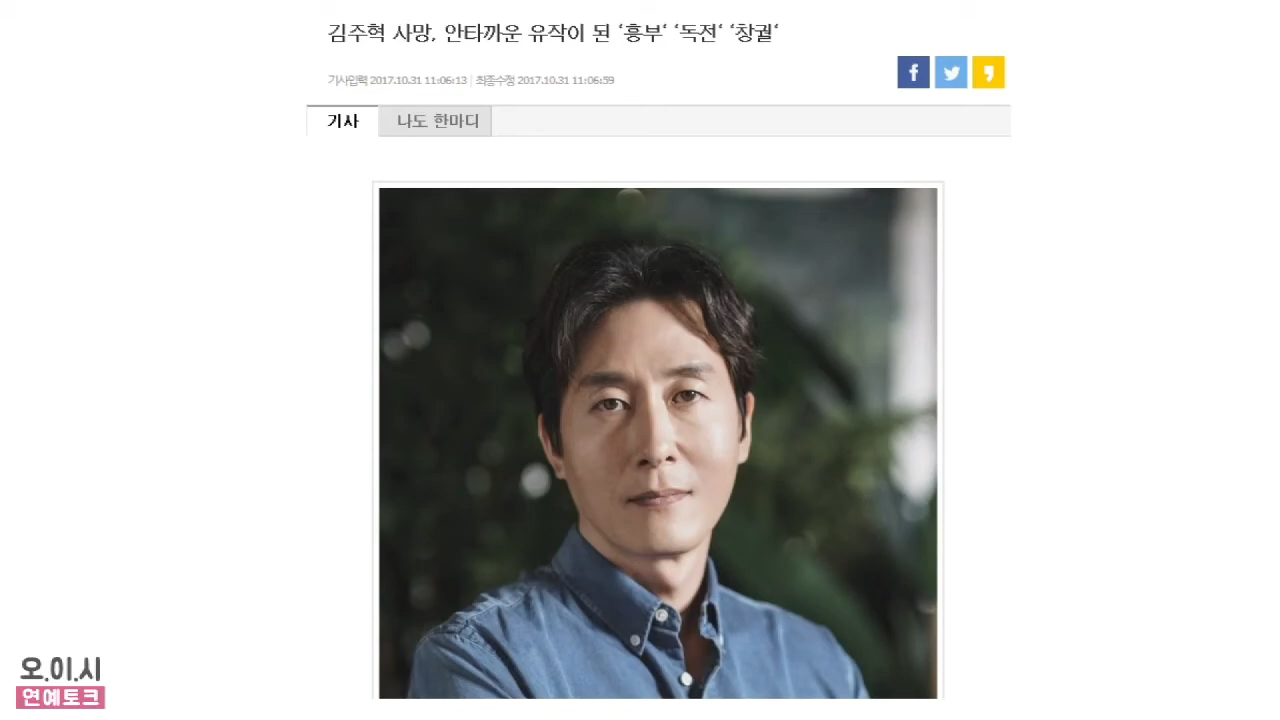 김주혁 사망, 안타까운 유작이 된 ‘흥부‘ ‘독전‘ ‘창궐‘
기사입력 2017.10.31 11:06:13 | 최종수정 2017.10.31 11:06:59
기사 나도 한마디
오.이.시
연예토크